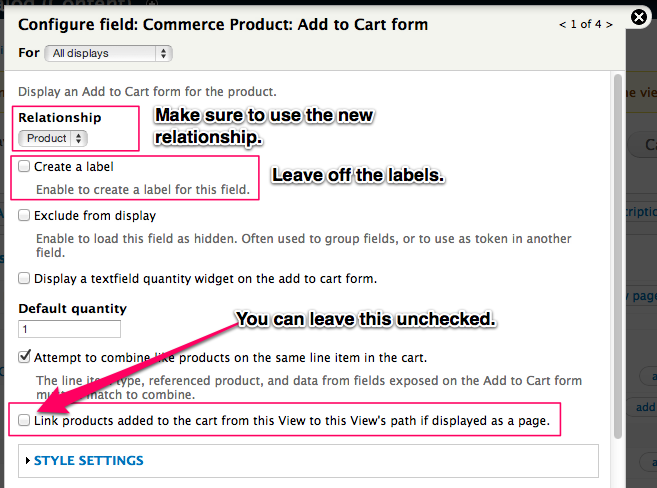 Configure field: Commerce Product: Add to Cart form
< 1 of 4 >
For All displays
Display an Add to Cart form for the product.
Relationship
Product
Make sure to use the new
relationship.
Create a label
Enable to create a label for this field.
Leave off the labels.
Exclude from display
Enable to load this field as hidden. Often used to group fields, or to use as token in another
field.
Display a textfield quantity widget on the add to cart form.
Default quantity
1
You can leave this unchecked.
Attempt to combine like products on the same line item in the cart.
The line item type, referenced product, and data from fields exposed on the Add to Cart form
must match to combine.
Link products added to the cart from this View to this View's path if displayed as a page.
STYLE SETTINGS
add